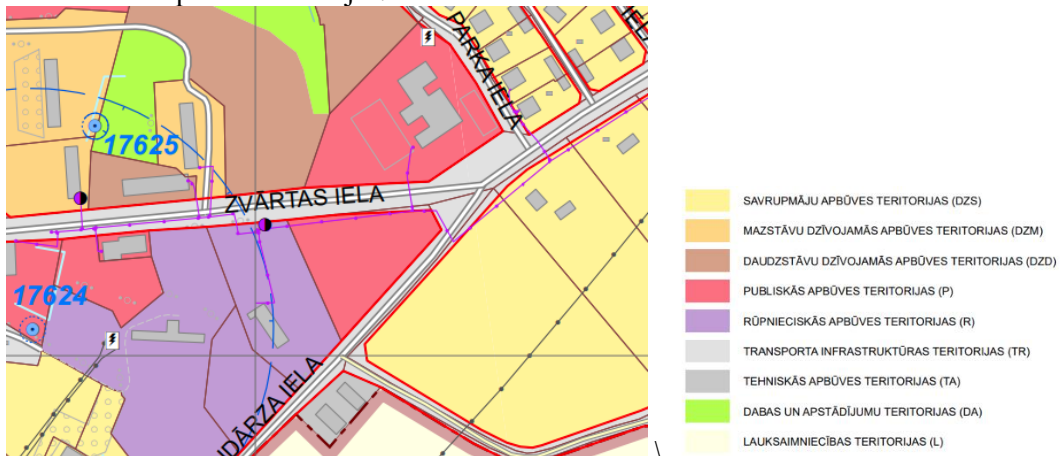 PARKA IELA
17625
ZVĀRTAS IELA
17624
IDĀRZA IELA
SAVRUPMĀJU APBŪVES TERITORIJAS (DZS)
MAZSTĀVU DZĪVOJAMĀS APBŪVES TERITORIJAS (DZM)
DAUDZSTĀVU DZĪVOJAMĀS APBŪVES TERITORIJAS (DZD)
PUBLISKĀS APBŪVES TERITORIJAS (P)
RŪPNIECISKĀS APBŪVES TERITORIJAS (R)
TRANSPORTA INFRASTRUKTŪRAS TERITORIJAS (TR)
TEHNISKĀS APBŪVES TERITORIJAS (TA)
DABAS UN APSTĀDĪJUMU TERITORIJAS (DA)
LAUKSAIMNIECĪBAS TERITORIJAS (L)
\